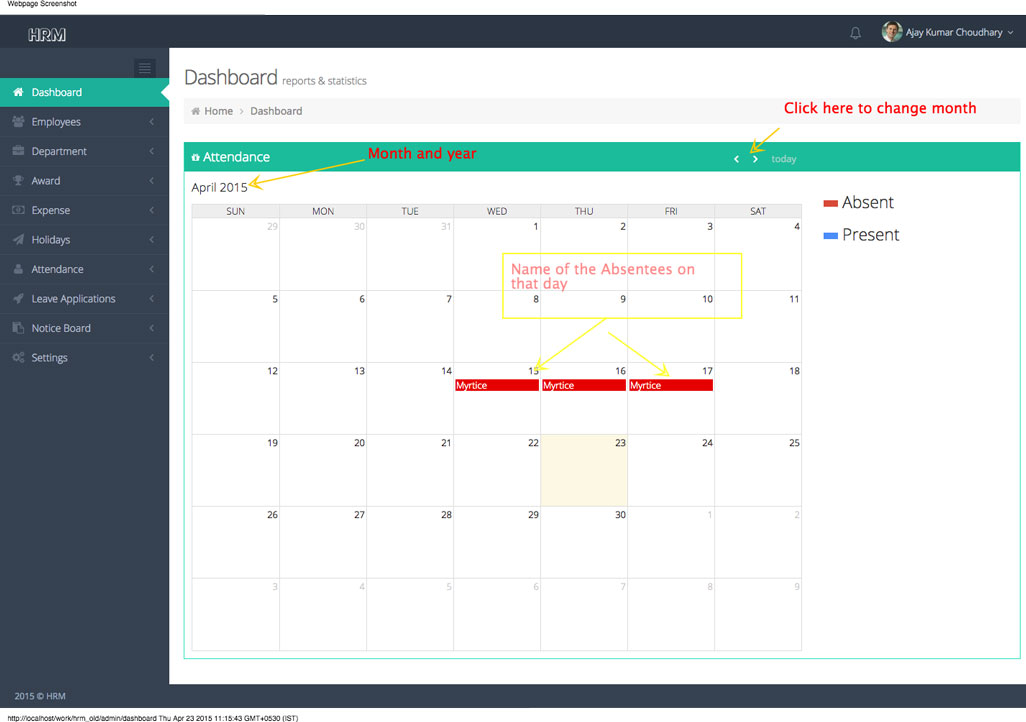 Webpage Screenshot
HRM
Ajay Kumar Choudhary
Dashboard
Employees
Department
Award
Expense
Holidays
Attendance
Leave Applications
Notice Board
Settings
Dashboard reports & statistics
Home > Dashboard
Click here to change month
Attendance
today
Month and year
April 2015
Absent
Present
SUN MON TUE WED THU FRI SAT
29 30 31 1 2 3 4
Name of the Absentees on
that day
5 6 7 8 9 10 11
12 13 14 15 16 17 18
Myrtice Myrtice Myrtice
19 20 21 22 23 24 25
26 27 28 29 30 1 2
3 4 5 6 7 8 9
2015 © HRM
http://localhost/work/hrm_old/admin/dashboard Thu Apr 23 2015 11:15:43 GMT+0530 (IST)